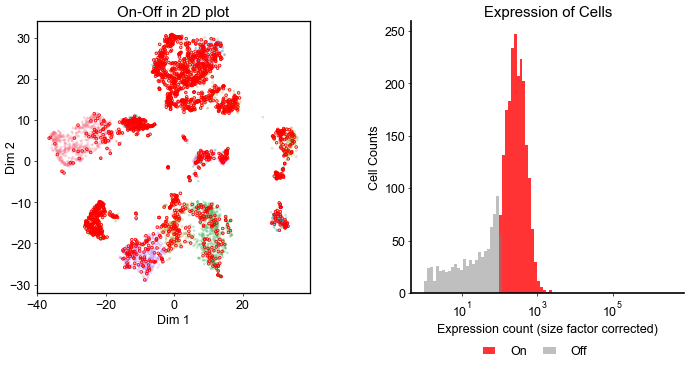 On-Off in 2D plot
Dim 2
30
20
10
0
−10
−20
−30
−40
−20
0
20
Dim 1
Expression of Cells
Cell Counts
250
200
150
100
50
0
10^1
10^3
10^5
Expression count (size factor corrected)
On
Off